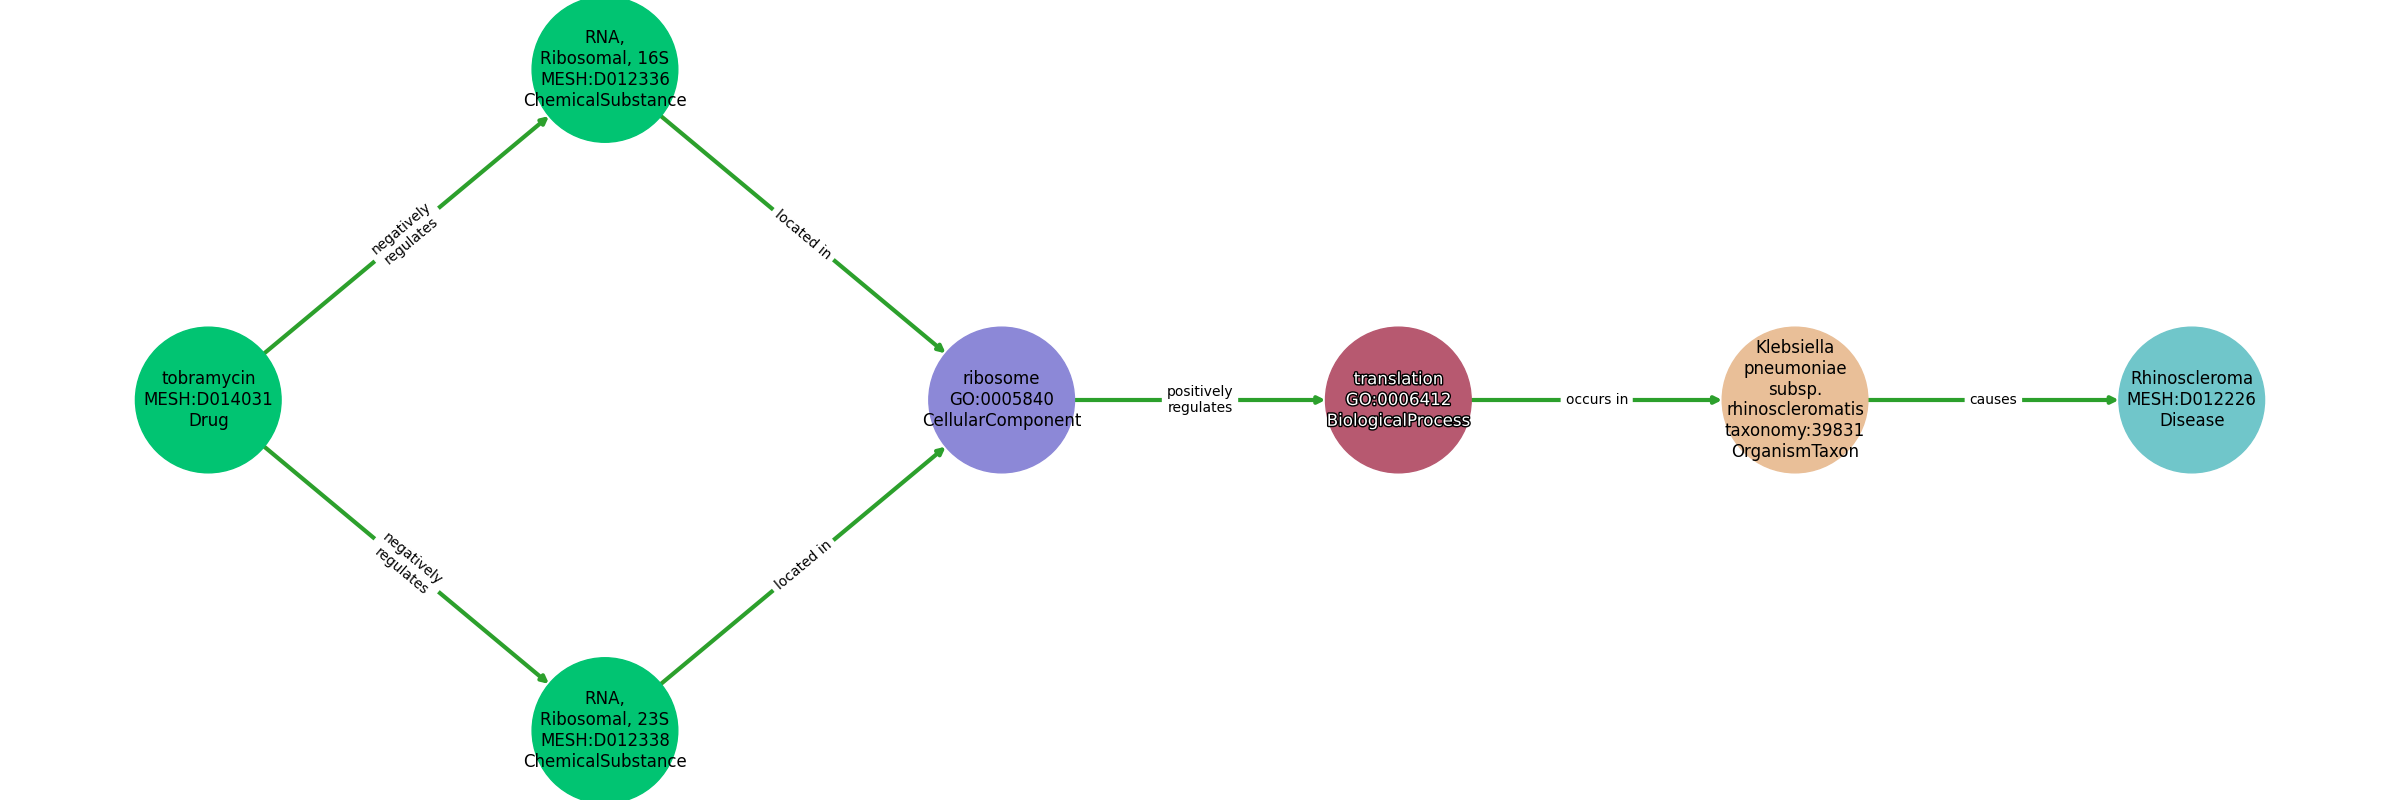 RNA,
Ribosomal, 16S
MESH:D012336
ChemicalSubstance
negatively
regulates
located in
tobramycin
MESH:D014031
Drug
ribosome
GO:0005840
CellularComponent
positively
regulates
translation
GO:0006412
BiologicalProcess
occurs in
Klebsiella
pneumoniae
subsp.
rhinoscleromatis
taxonomy:39831
OrganismTaxon
causes
Rhinoscleroma
MESH:D012226
Disease
negatively
regulates
located in
RNA,
Ribosomal, 23S
MESH:D012338
ChemicalSubstance